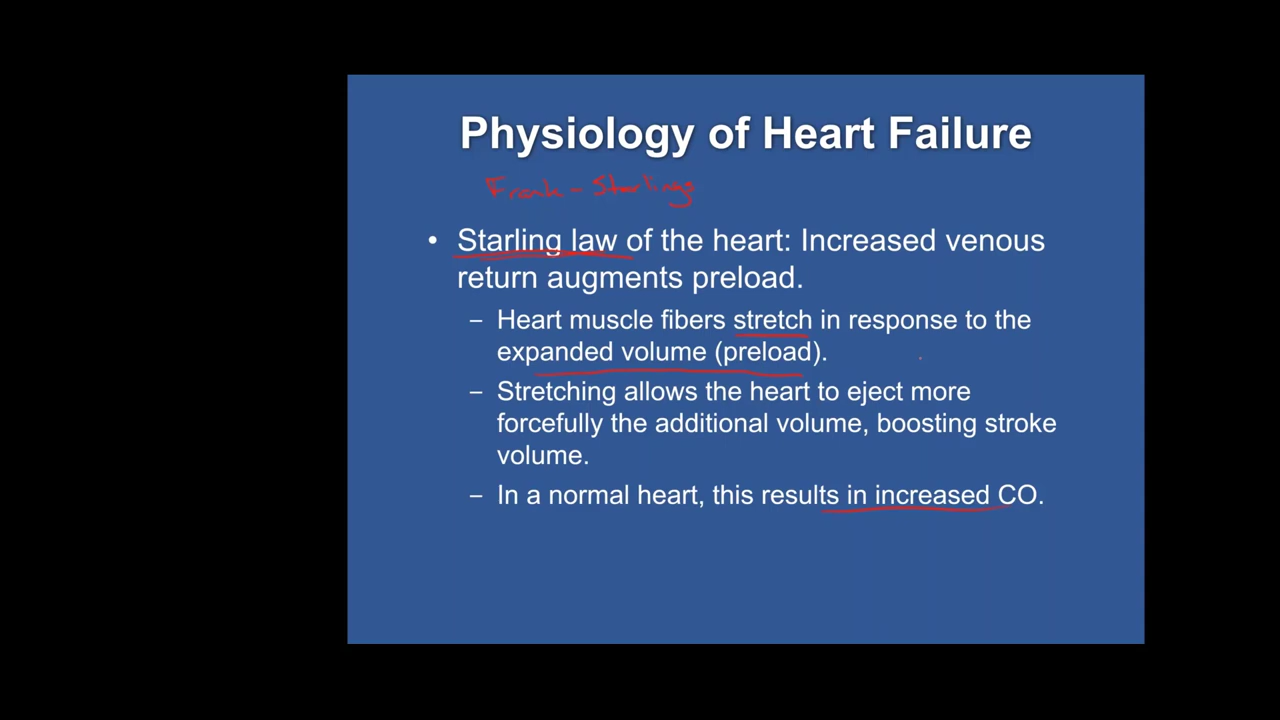 Physiology of Heart Failure
Frank - Starlings
• Starling law of the heart: Increased venous
return augments preload.
– Heart muscle fibers stretch in response to the
expanded volume (preload).
– Stretching allows the heart to eject more
forcefully the additional volume, boosting stroke
volume.
– In a normal heart, this results in increased CO.